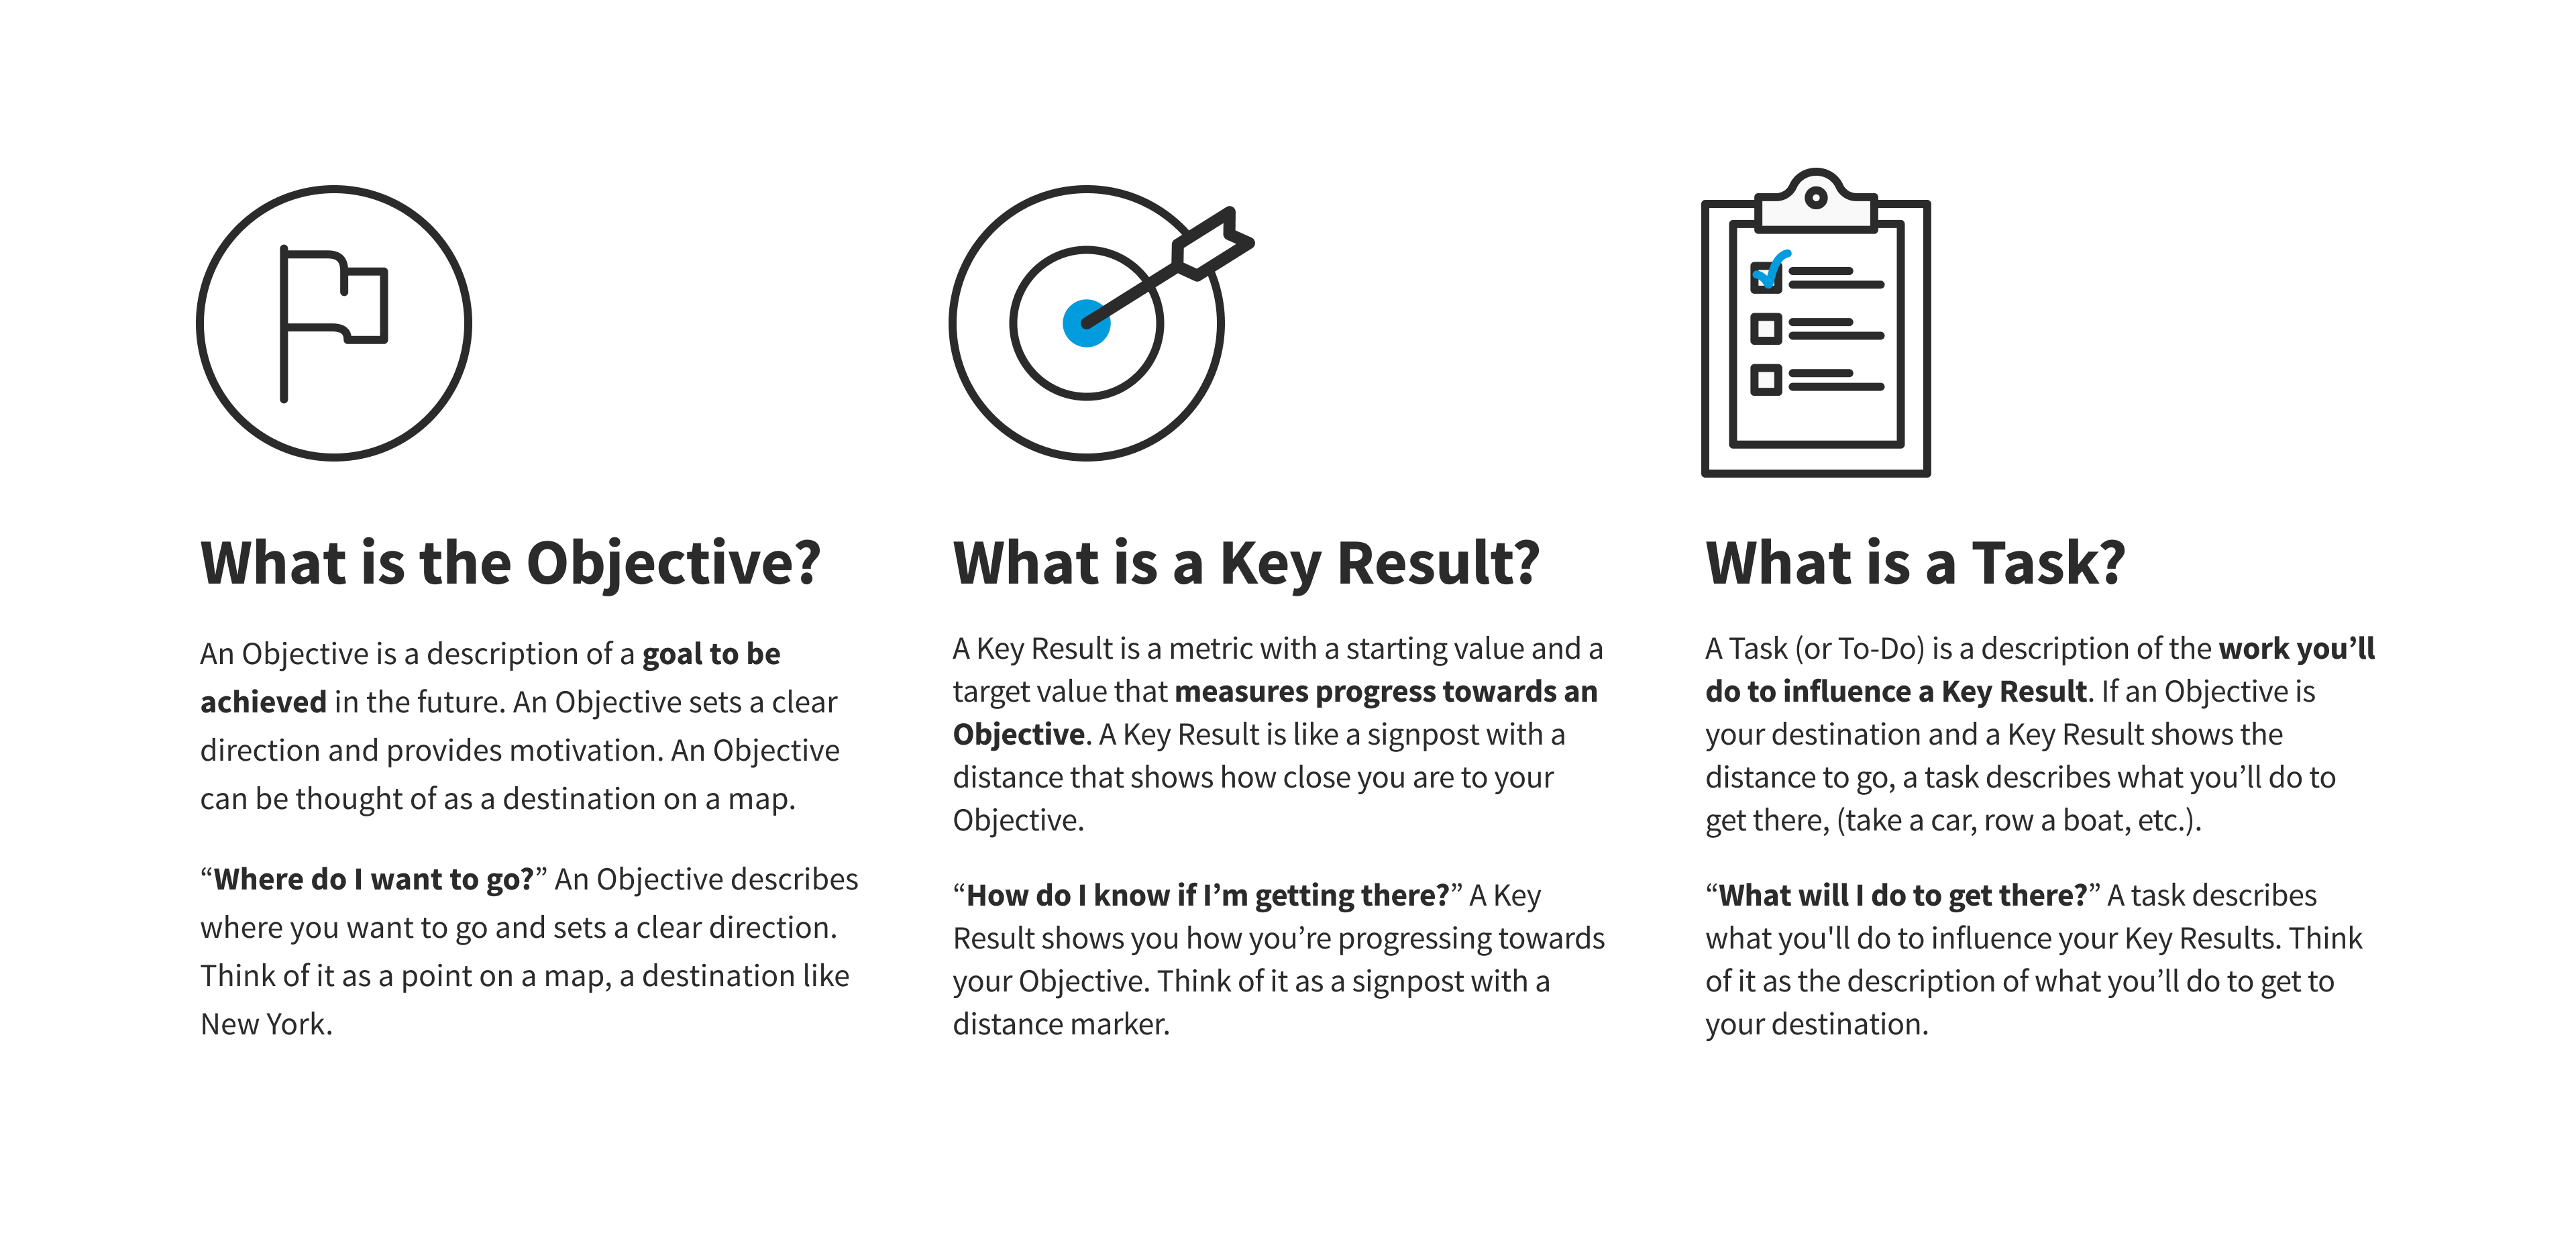 What is the Objective?
An Objective is a description of a goal to be
achieved in the future. An Objective sets a clear
direction and provides motivation. An Objective
can be thought of as a destination on a map.
“Where do I want to go?” An Objective describes
where you want to go and sets a clear direction.
Think of it as a point on a map, a destination like
New York.
What is a Key Result?
A Key Result is a metric with a starting value and a
target value that measures progress towards an
Objective. A Key Result is like a signpost with a
distance that shows how close you are to your
Objective.
“How do I know if I’m getting there?” A Key
Result shows you how you’re progressing towards
your Objective. Think of it as a signpost with a
distance marker.
What is a Task?
A Task (or To-Do) is a description of the work you’ll
do to influence a Key Result. If an Objective is
your destination and a Key Result shows the
distance to go, a task describes what you’ll do to
get there, (take a car, row a boat, etc.).
“What will I do to get there?” A task describes
what you'll do to influence your Key Results. Think
of it as the description of what you’ll do to get to
your destination.